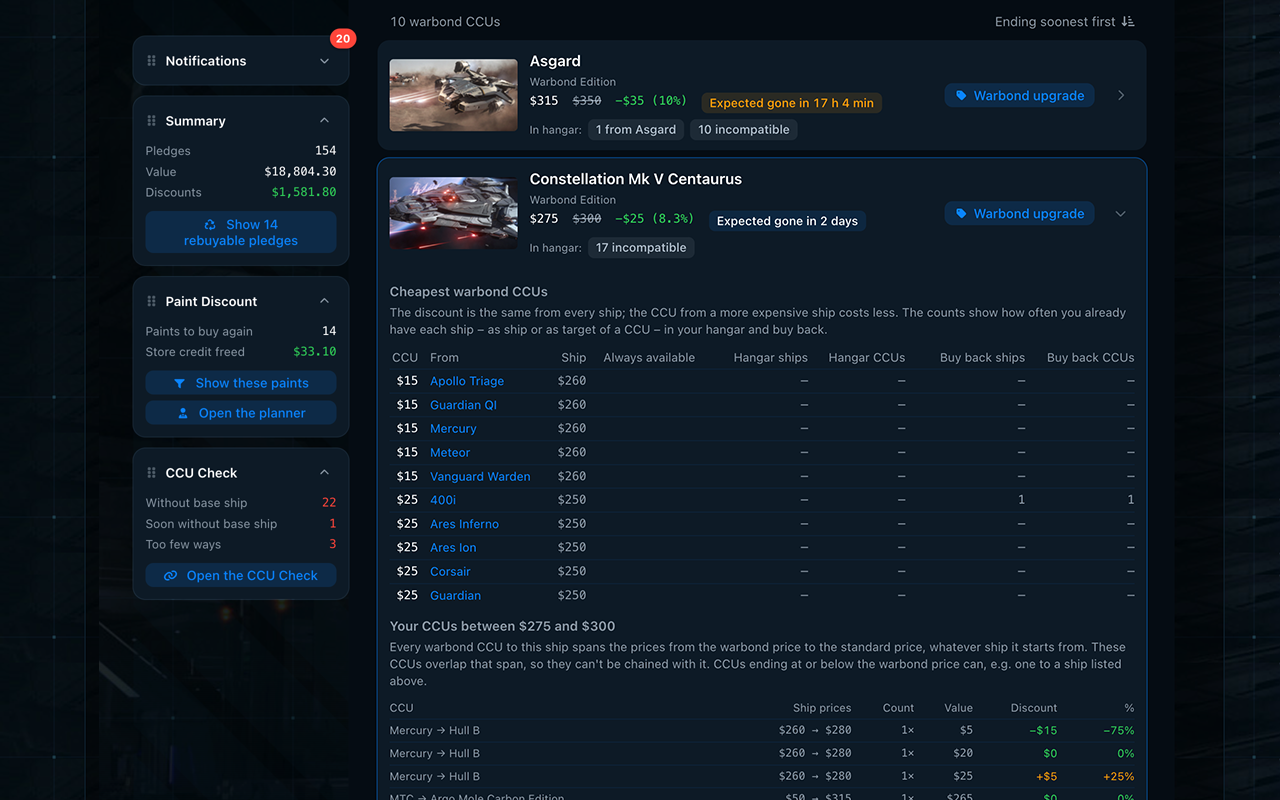 20
Notifications
Summary
Pledges 154
Value $18,804.30
Discounts $1,581.80
Show 14
rebuyable pledges
Paint Discount
Paints to buy again 14
Store credit freed $33.10
Show these paints
Open the planner
CCU Check
Without base ship 22
Soon without base ship 1
Too few ways 3
Open the CCU Check
10 warbond CCUs Ending soonest first
Asgard
Warbond Edition
$315 $350 −$35 (10%) Expected gone in 17 h 4 min
In hangar: 1 from Asgard 10 incompatible
Warbond upgrade
Constellation Mk V Centaurus
Warbond Edition
$275 $300 −$25 (8.3%) Expected gone in 2 days
In hangar: 17 incompatible
Warbond upgrade
Cheapest warbond CCUs
The discount is the same from every ship; the CCU from a more expensive ship costs less. The counts show how often you already
have each ship – as ship or as target of a CCU – in your hangar and buy back.
CCU From Ship Always available Hangar ships Hangar CCUs Buy back ships Buy back CCUs
$15 Apollo Triage $260 – – – –
$15 Guardian QI $260 – – – –
$15 Mercury $260 – – – –
$15 Meteor $260 – – – –
$15 Vanguard Warden $260 – – – –
$25 400i $250 – – 1 1
$25 Ares Inferno $250 – – – –
$25 Ares Ion $250 – – – –
$25 Corsair $250 – – – –
$25 Guardian $250 – – – –
Your CCUs between $275 and $300
Every warbond CCU to this ship spans the prices from the warbond price to the standard price, whatever ship it starts from. These
CCUs overlap that span, so they can't be chained with it. CCUs ending at or below the warbond price can, e.g. one to a ship listed
above.
CCU Ship prices Count Value Discount %
Mercury → Hull B $260 → $280 1× $5 −$15 −75%
Mercury → Hull B $260 → $280 1× $20 $0 0%
Mercury → Hull B $260 → $280 1× $25 +$5 +25%
MTC → Argo Mole Carbon Edition $50 → $315 1× $265 $0 0%